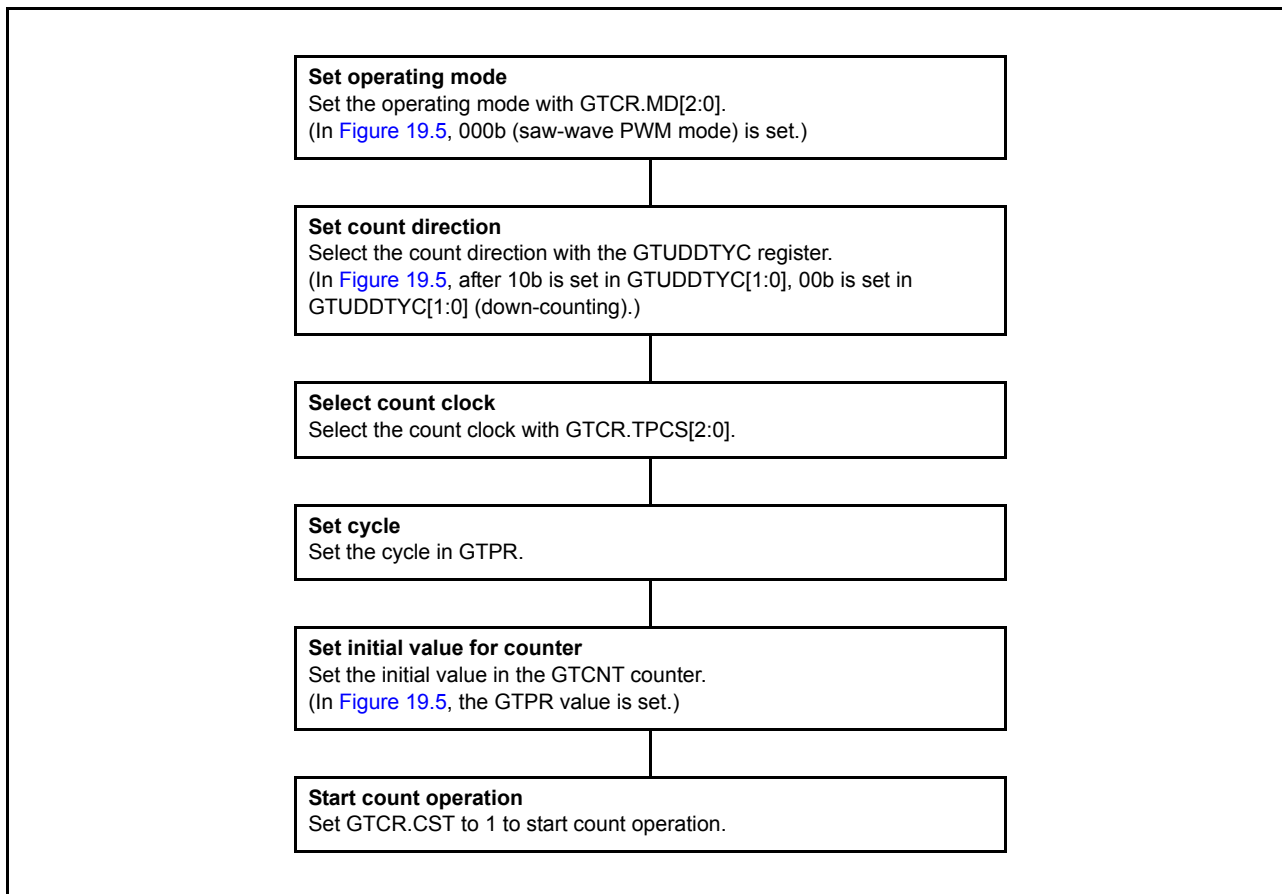 Set operating mode
Set the operating mode with GTCR.MD[2:0].
(In Figure 19.5, 000b (saw-wave PWM mode) is set.)
Set count direction
Select the count direction with the GTUDDTYC register.
(In Figure 19.5, after 10b is set in GTUDDTYC[1:0], 00b is set in
GTUDDTYC[1:0] (down-counting).)
Select count clock
Select the count clock with GTCR.TPCS[2:0].
Set cycle
Set the cycle in GTPR.
Set initial value for counter
Set the initial value in the GTCNT counter.
(In Figure 19.5, the GTPR value is set.)
Start count operation
Set GTCR.CST to 1 to start count operation.